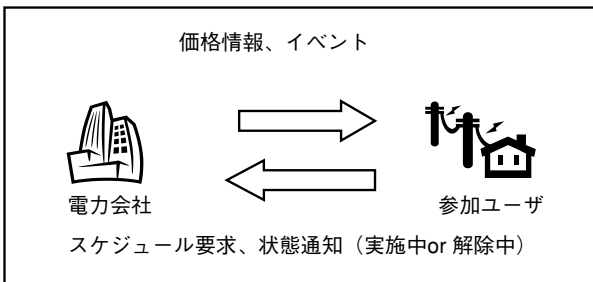 価格情報、イベント
電力会社
参加ユーザ
スケジュール要求、状態通知（実施中or 解除中）